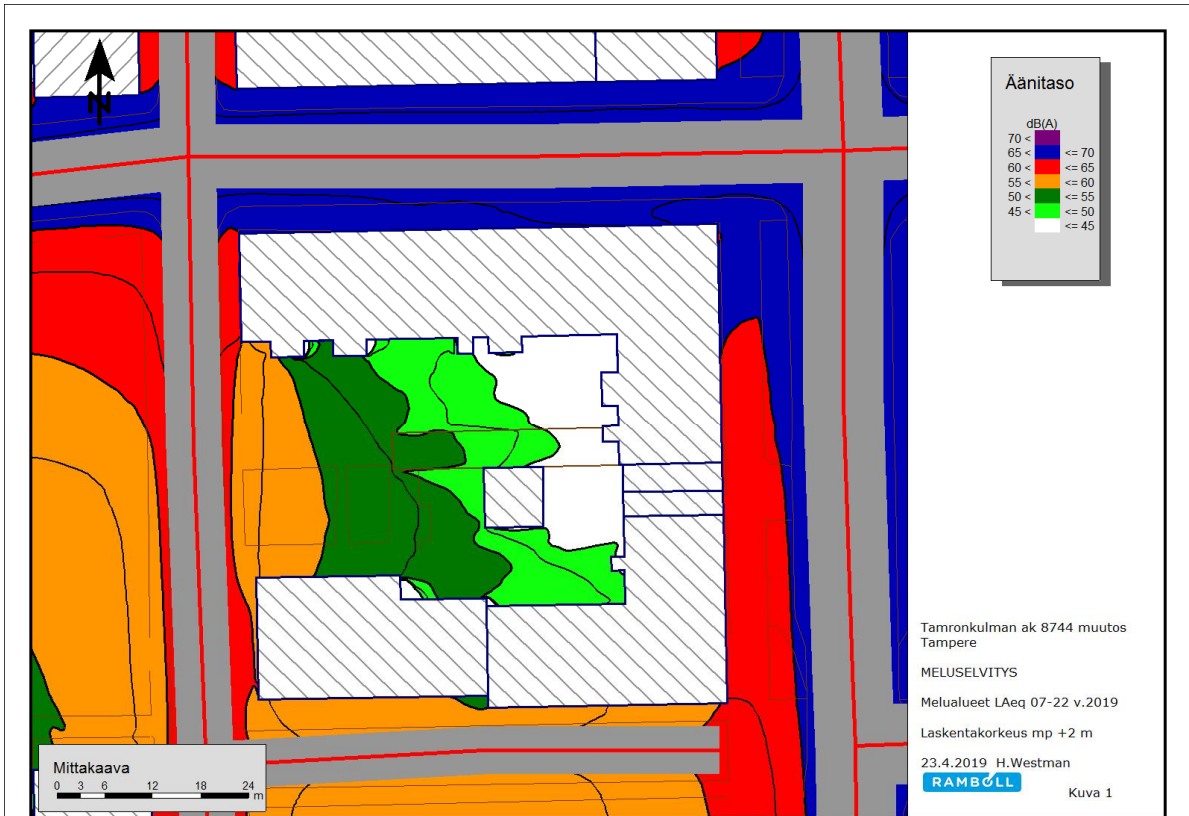 N
Äänitaso
dB(A)
70 <
65 < <= 70
60 < <= 65
55 < <= 60
50 < <= 55
45 < <= 50
<= 45
Tamronkulman ak 8744 muutos
Tampere
MELUSELVITYS
Melualueet LAeq 07-22 v.2019
Laskentakorkeus mp +2 m
23.4.2019 H.Westman
RAMBOLL
Kuva 1
Mittakaava
0 3 6 12 18 24
m